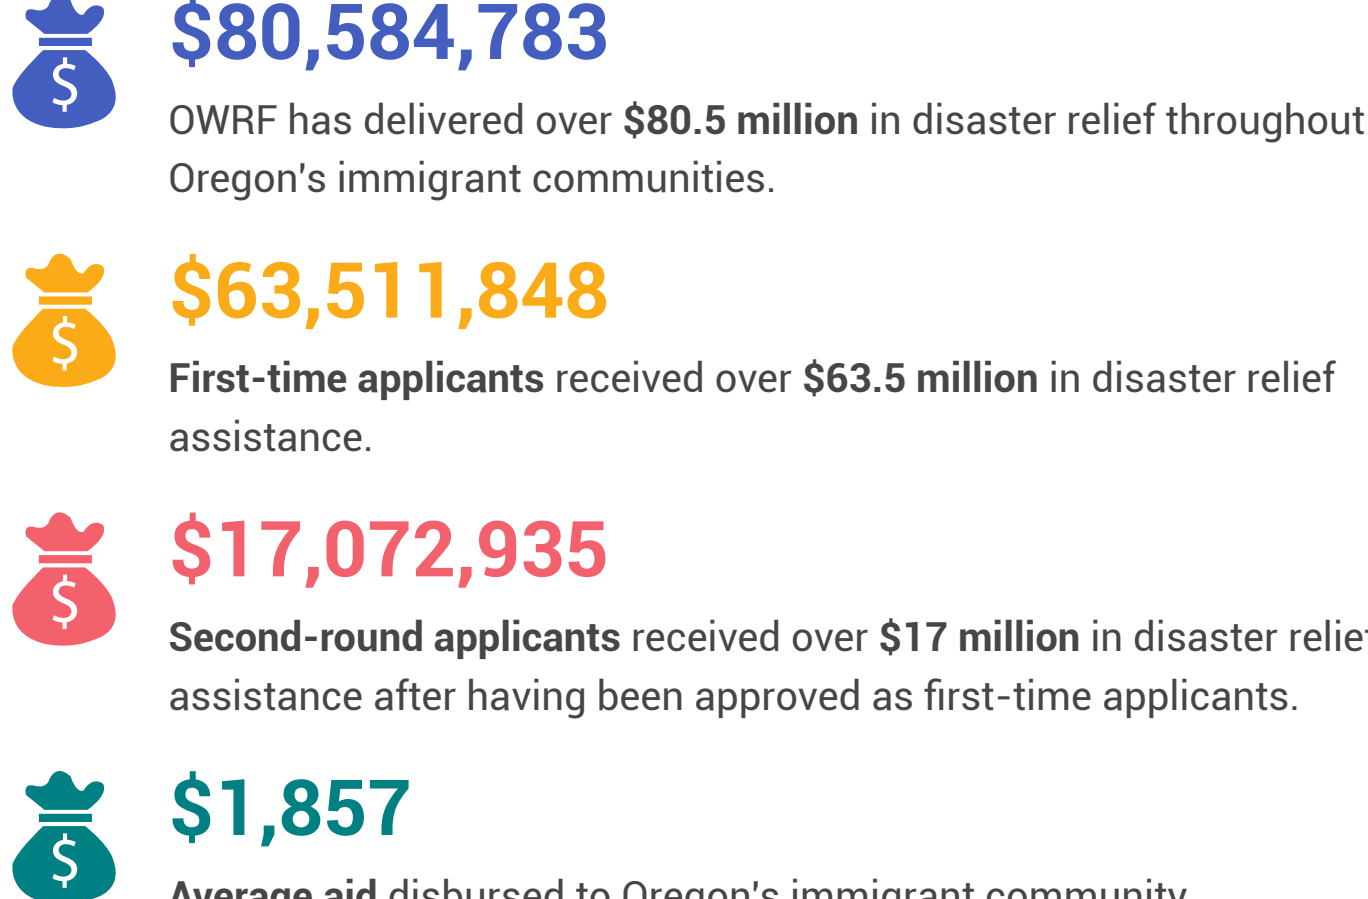 $80,584,783
$
OWRF has delivered over $80.5 million in disaster relief throughout
Oregon's immigrant communities.
$63,511,848
$
First-time applicants received over $63.5 million in disaster relief
assistance.
$17,072,935
$
Second-round applicants received over $17 million in disaster relief
assistance after having been approved as first-time applicants.
$1,857
$
Average aid disbursed to Oregon's immigrant community